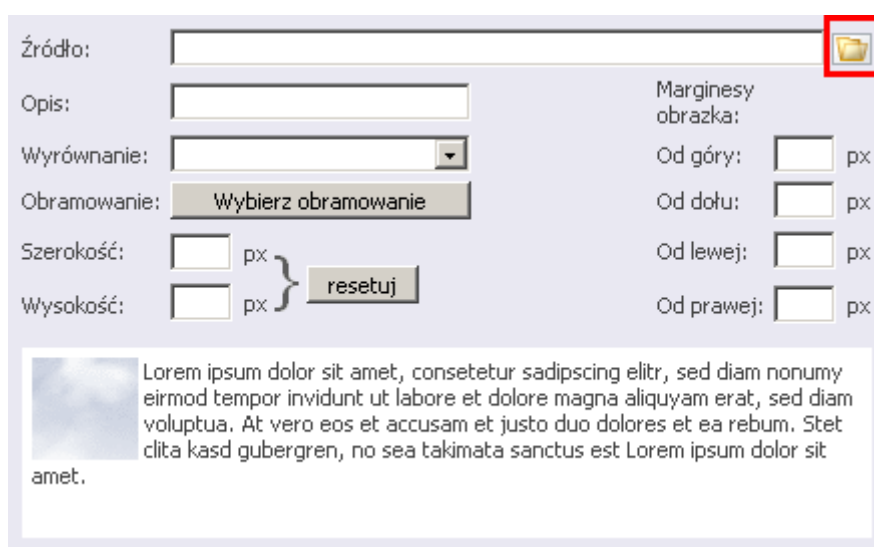 Źródło:
Opis:
Marginesy
obrazka:
Wyrównanie:
Od góry: px
Obramowanie: Wybierz obramowanie
Od dołu: px
Szerokość: px
Od lewej: px
resetuj
Wysokość: px
Od prawej: px
Lorem ipsum dolor sit amet, consetetur sadipscing elitr, sed diam nonumy
eirmod tempor invidunt ut labore et dolore magna aliquyam erat, sed diam
voluptua. At vero eos et accusam et justo duo dolores et ea rebum. Stet
clita kasd gubergren, no sea takimata sanctus est Lorem ipsum dolor sit
amet.